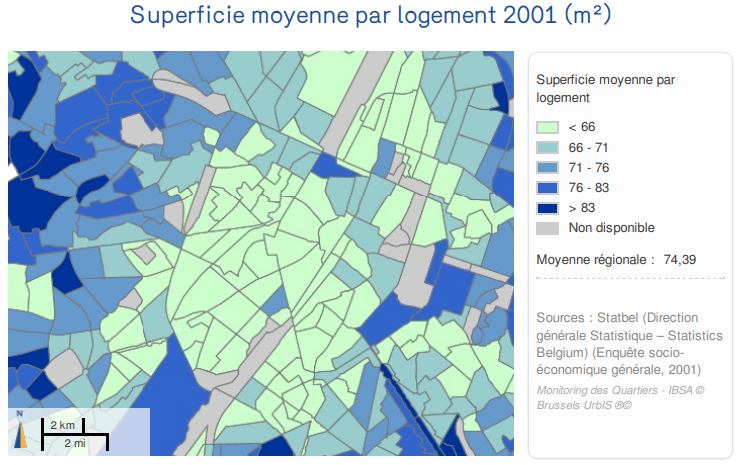 Superficie moyenne par logement 2001 (m²)
Superficie moyenne par
logement
< 66
66 - 71
71 - 76
76 - 83
> 83
Non disponible
Moyenne régionale : 74,39
Sources : Statbel (Direction
générale Statistique – Statistics
Belgium) (Enquête socio-
économique générale, 2001)
Monitoring des Quartiers - IBSA ©
Brussels UrbIS ®©
N
2 km
2 mi